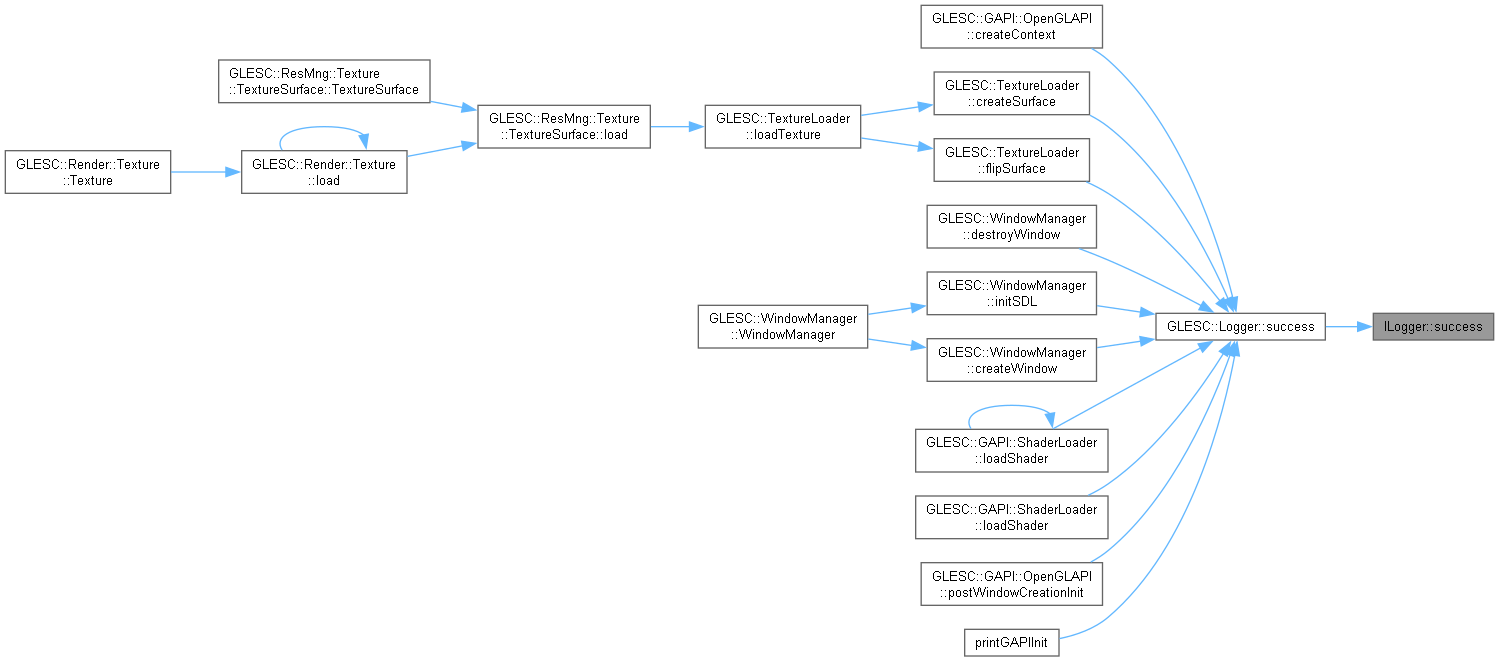 GLESC::GAPI::OpenGLAPI
::createContext
GLESC::ResMng::Texture
::TextureSurface::TextureSurface
GLESC::TextureLoader
::createSurface
GLESC::ResMng::Texture
::TextureSurface::load
GLESC::TextureLoader
::loadTexture
GLESC::TextureLoader
::flipSurface
GLESC::Render::Texture
::Texture
GLESC::Render::Texture
::load
GLESC::WindowManager
::destroyWindow
GLESC::WindowManager
::initSDL
GLESC::WindowManager
::WindowManager
GLESC::Logger::success
ILogger::success
GLESC::WindowManager
::createWindow
GLESC::GAPI::ShaderLoader
::loadShader
GLESC::GAPI::ShaderLoader
::loadShader
GLESC::GAPI::OpenGLAPI
::postWindowCreationInit
printGAPIInit